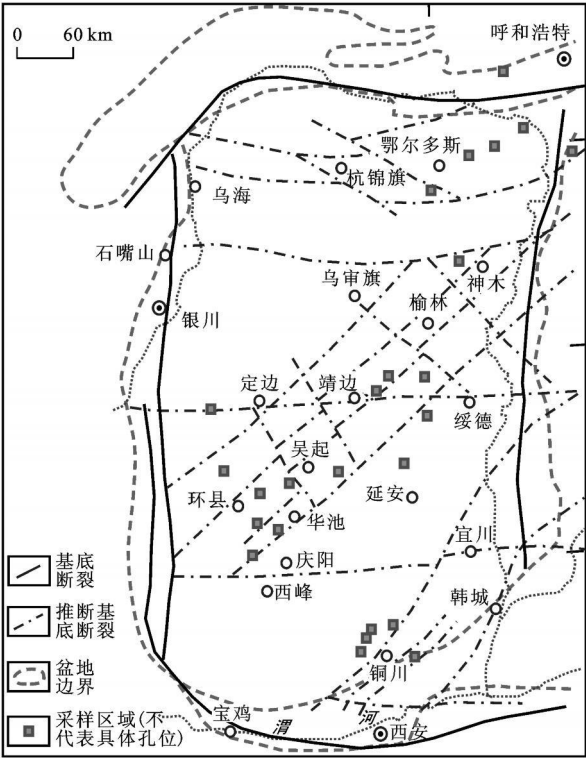 0 60 km
呼和浩特
鄂尔多斯
杭锦旗
乌海
石嘴山
神木
乌审旗
榆林
银川
定边
靖边
绥德
吴起
环县
延安
华池
宜川
庆阳
西峰
韩城
铜川
宝鸡
渭 河
西安
基底
断裂
推断基
底断裂
盆地
边界
采样区域(不
代表具体孔位)